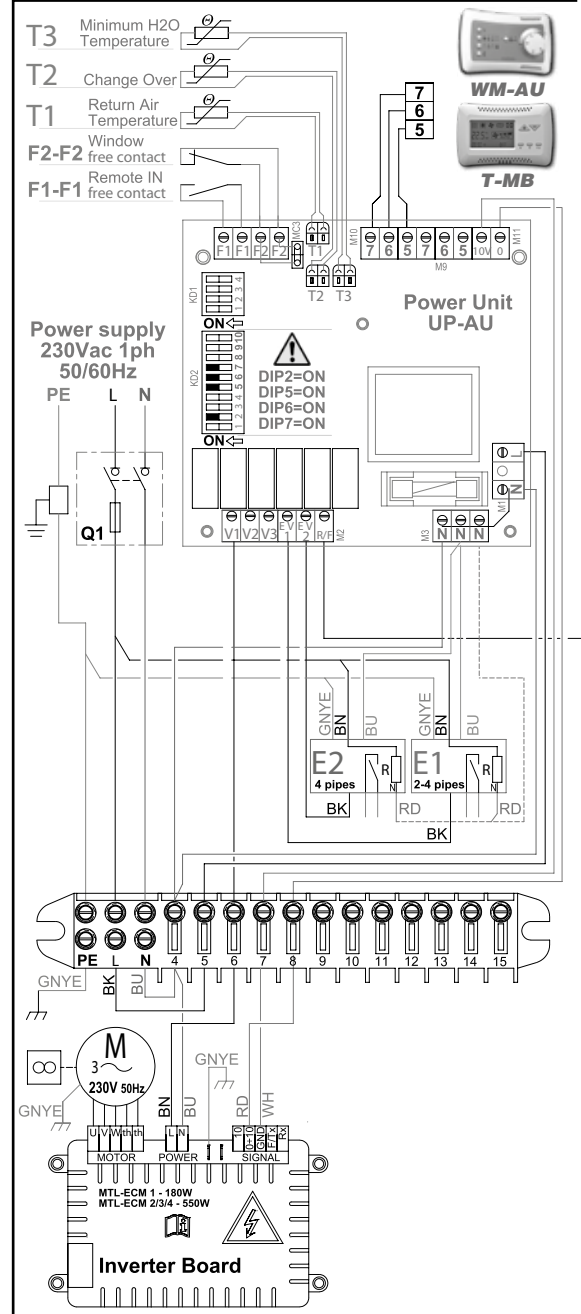 T3 Minimum H2O Temperature
T2 Change Over
T1 Return Air Temperature
F2-F2 Window free contact
F1-F1 Remote IN free contact
θ
θ
θ
7
6
5
WM-AU
T-MB
F1 F1 F2 F2
MC3
T1
T2
T3
M10
7 6 5 7 6 5 10V 0
M9
M11
KD1
1 2 3 4
ON
Power Unit
UP-AU
Power supply
230Vac 1ph
50/60Hz
PE L N
KD2
1 2 3 4 5 6 7 8 9 10
ON
DIP2=ON
DIP5=ON
DIP6=ON
DIP7=ON
Q1
L
N
M1
V1 V2 V3 EV1 EV2 R/F
M2
M3
N N N
GNYE
BN
BU
GNYE
BN
BU
E2
4 pipes
R
N
E1
2-4 pipes
R
N
BK
RD
RD
BK
PE L N 4 5 6 7 8 9 10 11 12 13 14 15
GNYE
BK
BU
M
3~
230V 50Hz
8
GNYE
BN
BU
GNYE
RD
WH
U V W th th
MOTOR
L N
POWER
10
0÷10
GND
F/Tx
Rx
SIGNAL
MTL-ECM 1 - 180W
MTL-ECM 2/3/4 - 550W
Inverter Board